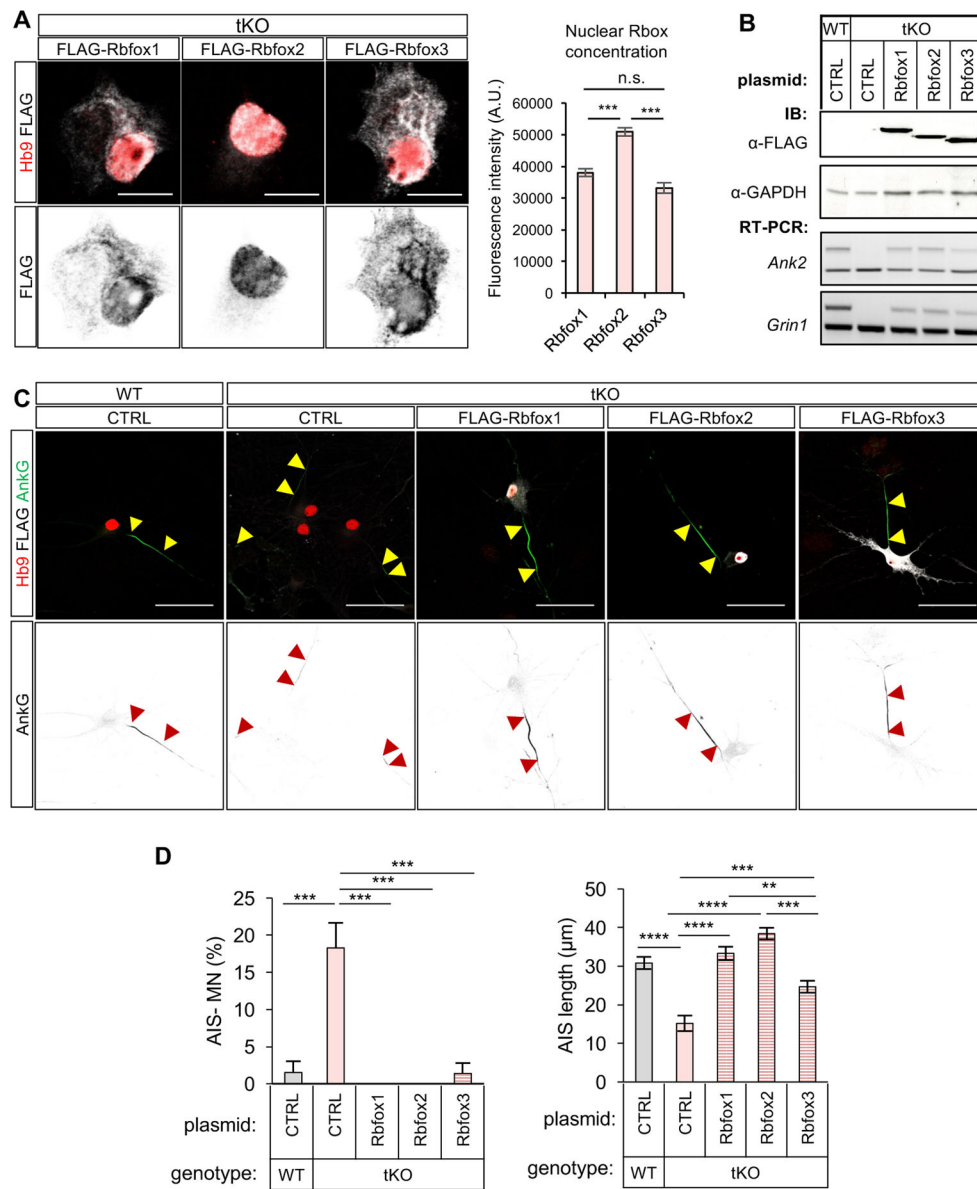 A
tKO
FLAG-Rbfox1 FLAG-Rbfox2 FLAG-Rbfox3
Hb9 FLAG
FLAG
Nuclear Rbox
concentration
n.s.
*** ***
Fluorescence intensity (A.U.)
60000
50000
40000
30000
20000
10000
0
Rbfox1 Rbfox2 Rbfox3
B
WT tKO
plasmid: CTRL CTRL Rbfox1 Rbfox2 Rbfox3
IB:
α-FLAG
α-GAPDH
RT-PCR:
Ank2
Grin1
C
WT tKO
CTRL CTRL FLAG-Rbfox1 FLAG-Rbfox2 FLAG-Rbfox3
Hb9 FLAG AnkG
AnkG
D
AIS- MN (%)
25
20
15
10
5
0
***
***
*** ***
plasmid: CTRL CTRL Rbfox1 Rbfox2 Rbfox3
genotype: WT tKO
AIS length (μm)
50
40
30
20
10
0
***
**
**** ***
**** ****
plasmid: CTRL CTRL Rbfox1 Rbfox2 Rbfox3
genotype: WT tKO